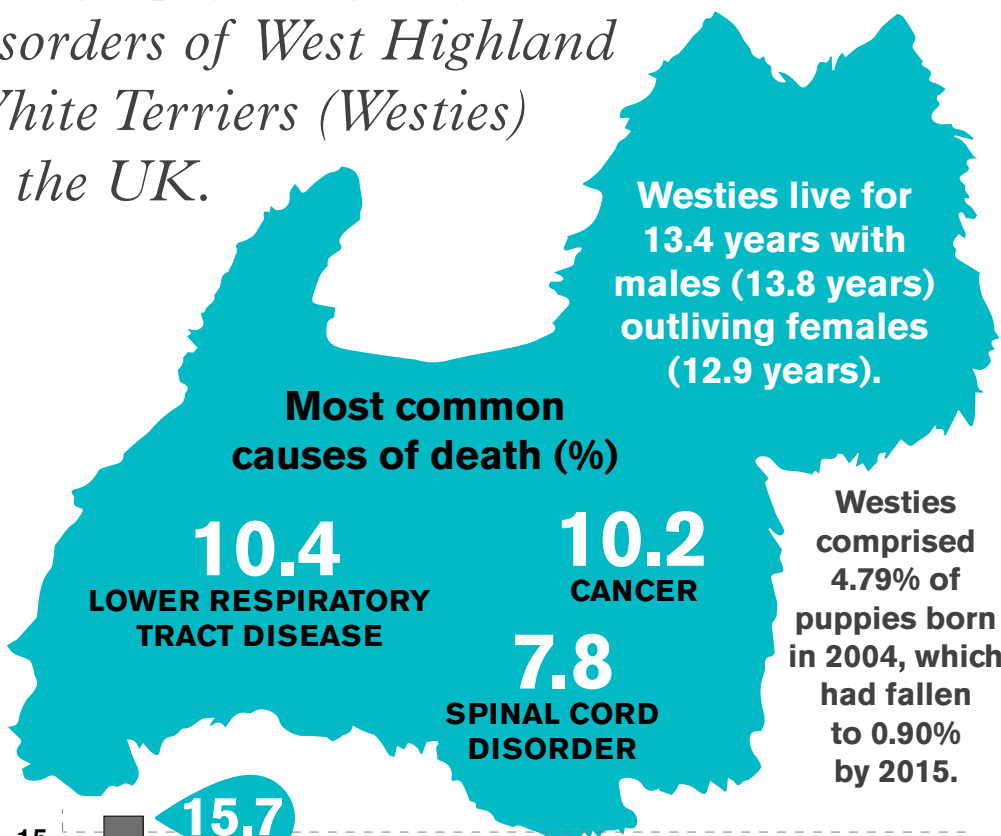 sorders of West Highland
hite Terriers (Westies)
the UK.
Westies live for
13.4 years with
males (13.8 years)
outliving females
(12.9 years).
Most common
causes of death (%)
10.4
LOWER RESPIRATORY
TRACT DISEASE
10.2
CANCER
7.8
SPINAL CORD
DISORDER
Westies
comprised
4.79% of
puppies born
in 2004, which
had fallen
to 0.90%
by 2015.
15.7
15